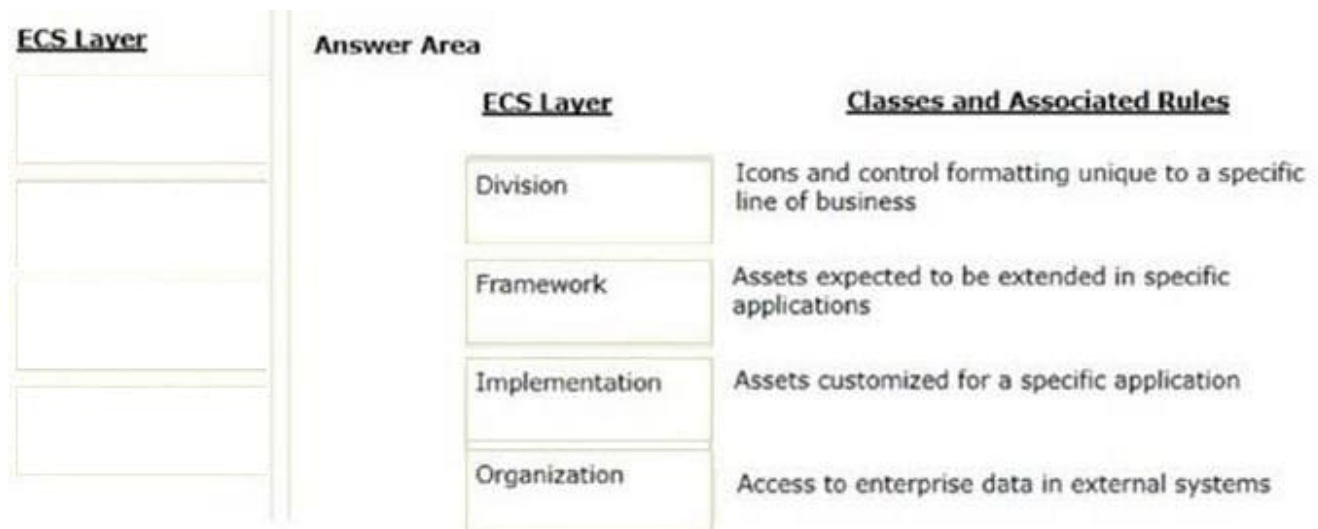 ECS Layer
Answer Area
ECS Layer
Classes and Associated Rules
Division
Icons and control formatting unique to a specific
line of business
Framework
Assets expected to be extended in specific
applications
Implementation
Assets customized for a specific application
Organization
Access to enterprise data in external systems